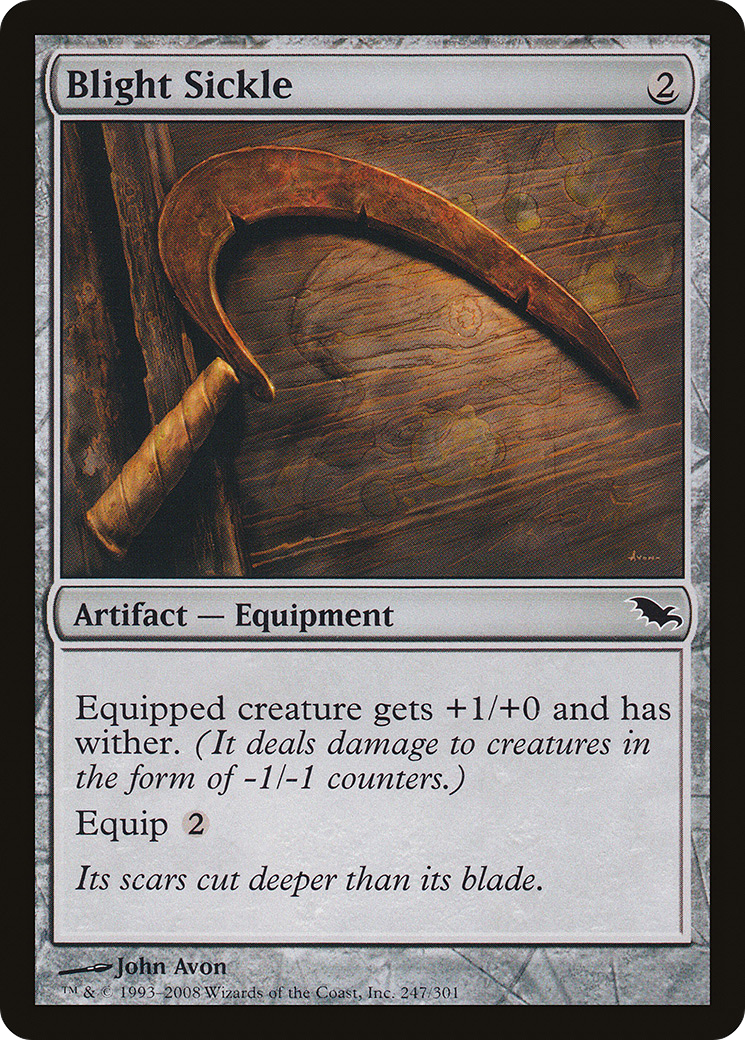 Blight Sickle 2
Avon
Artifact — Equipment
Equipped creature gets +1/+0 and has
wither. (It deals damage to creatures in
the form of -1/-1 counters.)
Equip 2
Its scars cut deeper than its blade.
John Avon
™ & © 1993–2008 Wizards of the Coast, Inc. 247/301